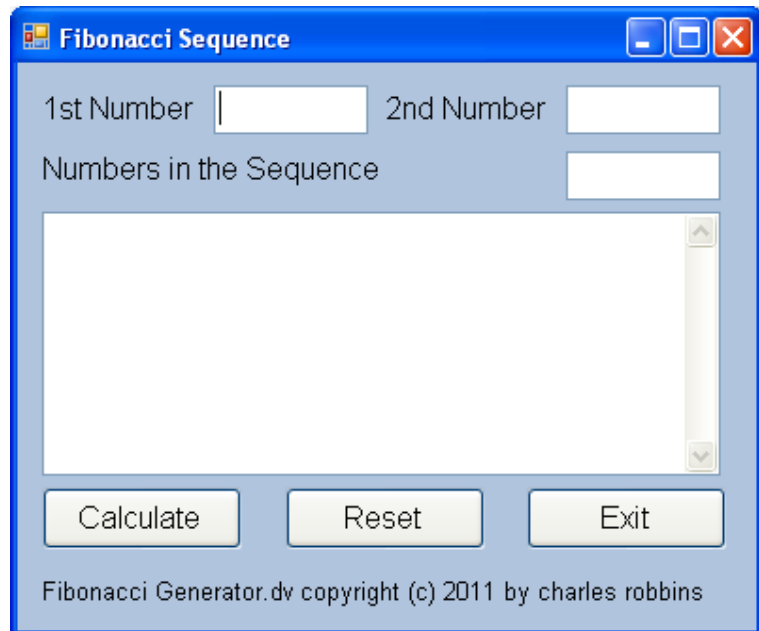 Fibonacci Sequence
1st Number 2nd Number
Numbers in the Sequence
Calculate Reset Exit
Fibonacci Generator.dv copyright (c) 2011 by charles robbins